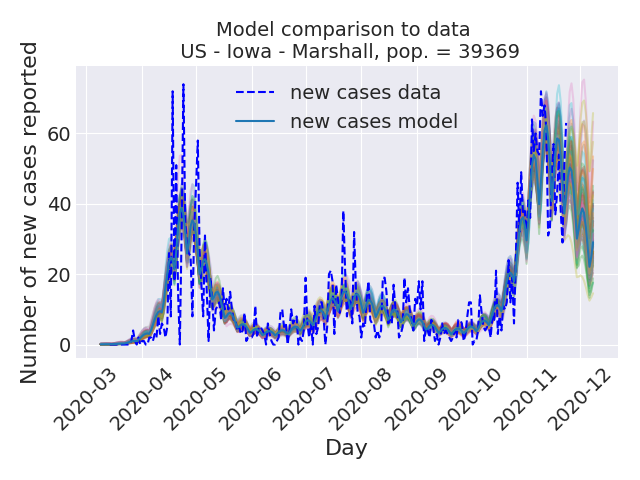 Model comparison to data
US - Iowa - Marshall, pop. = 39369
Number of new cases reported
60
40
20
0
new cases data
new cases model
2020-03
2020-04
2020-05
2020-06
2020-07
2020-08
2020-09
2020-10
2020-11
2020-12
Day